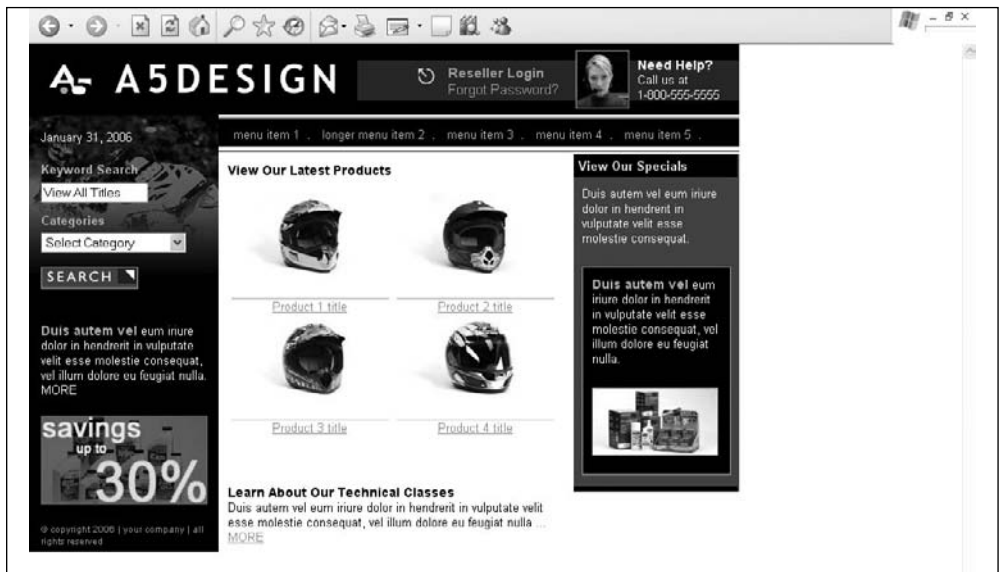 A5DESIGN
Reseller Login
Forgot Password?
Need Help?
Call us at
1-800-555-5555
January 31, 2006
menu item 1 . longer menu item 2 . menu item 3 . menu item 4 . menu item 5 .
Keyword Search
View All Titles
Categories
Select Category
SEARCH
Duis autem vel eum iriure
dolor in hendrerit in vulputate
velit esse molestie consequat,
vel illum dolore eu feugiat nulla.
MORE
savings
up to
30%
© copyright 2006 | your company | all
rights reserved
View Our Latest Products
Product 1 title
Product 2 title
Product 3 title
Product 4 title
Learn About Our Technical Classes
Duis autem vel eum iriure dolor in hendrerit in vulputate velit
esse molestie consequat, vel illum dolore eu feugiat nulla ...
MORE
View Our Specials
Duis autem vel eum iriure
dolor in hendrerit in
vulputate velit esse
molestie consequat.
Duis autem vel eum
iriure dolor in hendrerit
in vulputate velit esse
molestie consequat, vel
illum dolore eu feugiat
nulla.